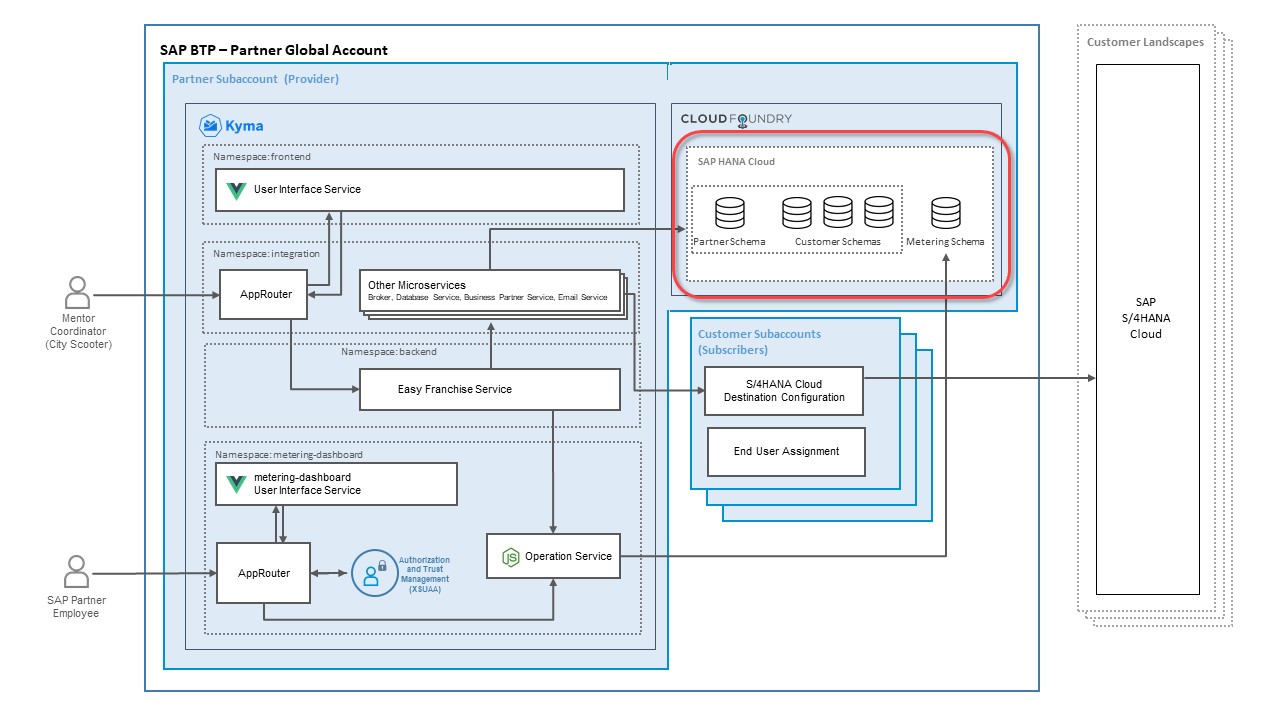 SAP BTP – Partner Global Account
Partner Subaccount (Provider)
Kyma
Namespace: frontend
User Interface Service
Namespace: integration
AppRouter
Other Microservices
Broker, Database Service, Business Partner Service, Email Service
Namespace: backend
Easy Franchise Service
Namespace: metering-dashboard
metering-dashboard
User Interface Service
AppRouter
Authorization
and Trust
Management
(XSUAA)
JS
Operation Service
Mentor
Coordinator
(City Scooter)
SAP Partner
Employee
CLOUD FOUNDRY
SAP HANA Cloud
Partner Schema
Customer Schemas
Metering Schema
Customer Subaccounts
(Subscribers)
S/4HANA Cloud
Destination Configuration
End User Assignment
Customer Landscapes
SAP
S/4HANA
Cloud